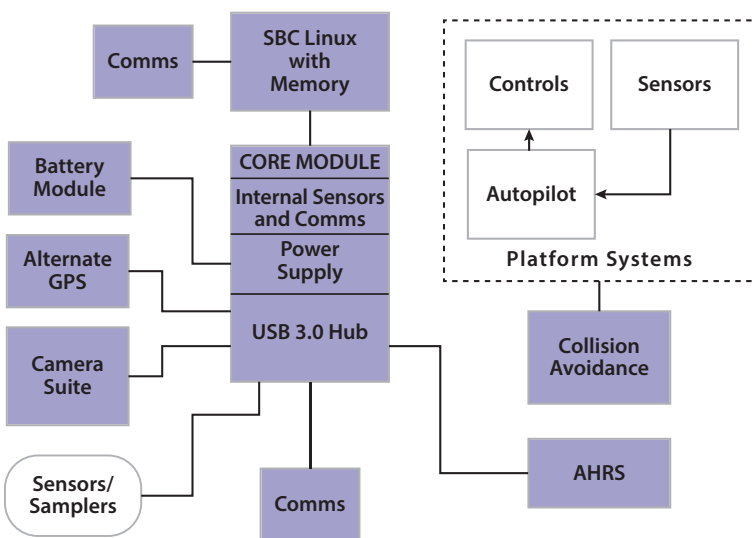 Comms
SBC Linux
with
Memory
Controls
Sensors
Autopilot
Platform Systems
Battery
Module
CORE MODULE
Internal Sensors
and Comms
Power
Supply
USB 3.0 Hub
Alternate
GPS
Camera
Suite
Sensors/
Samplers
Comms
Collision
Avoidance
AHRS